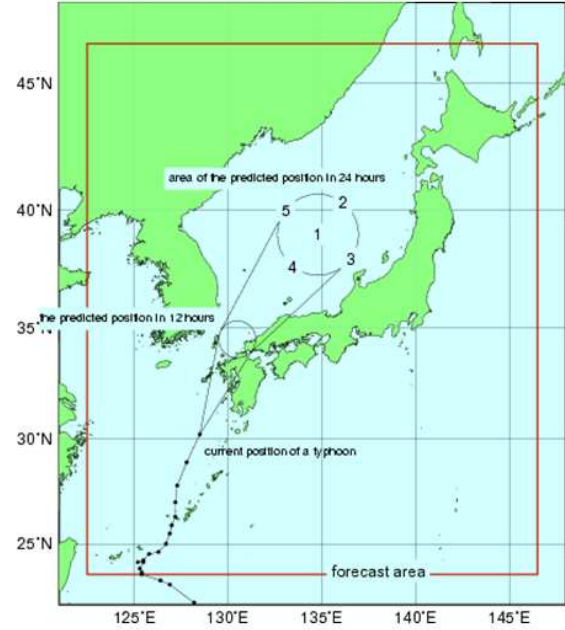 45°N
area of the predicted position in 24 hours
40°N
2
5
1
3
4
the predicted position in 12 hours
35°N
30°N
current position of a typhoon
25°N
forecast area
125°E 130°E 135°E 140°E 145°E